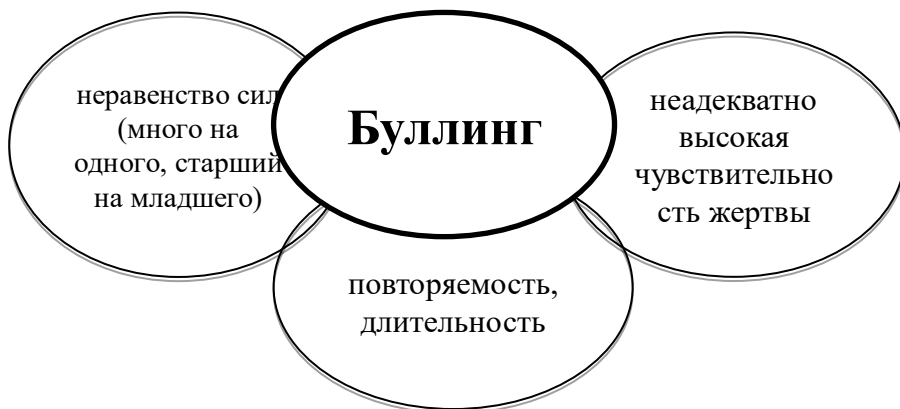 неравенство сил
(много на
одного, старший
на младшего)
Буллинг
неадекватно
высокая
чувствительно
сть жертвы
повторяемость,
длительность